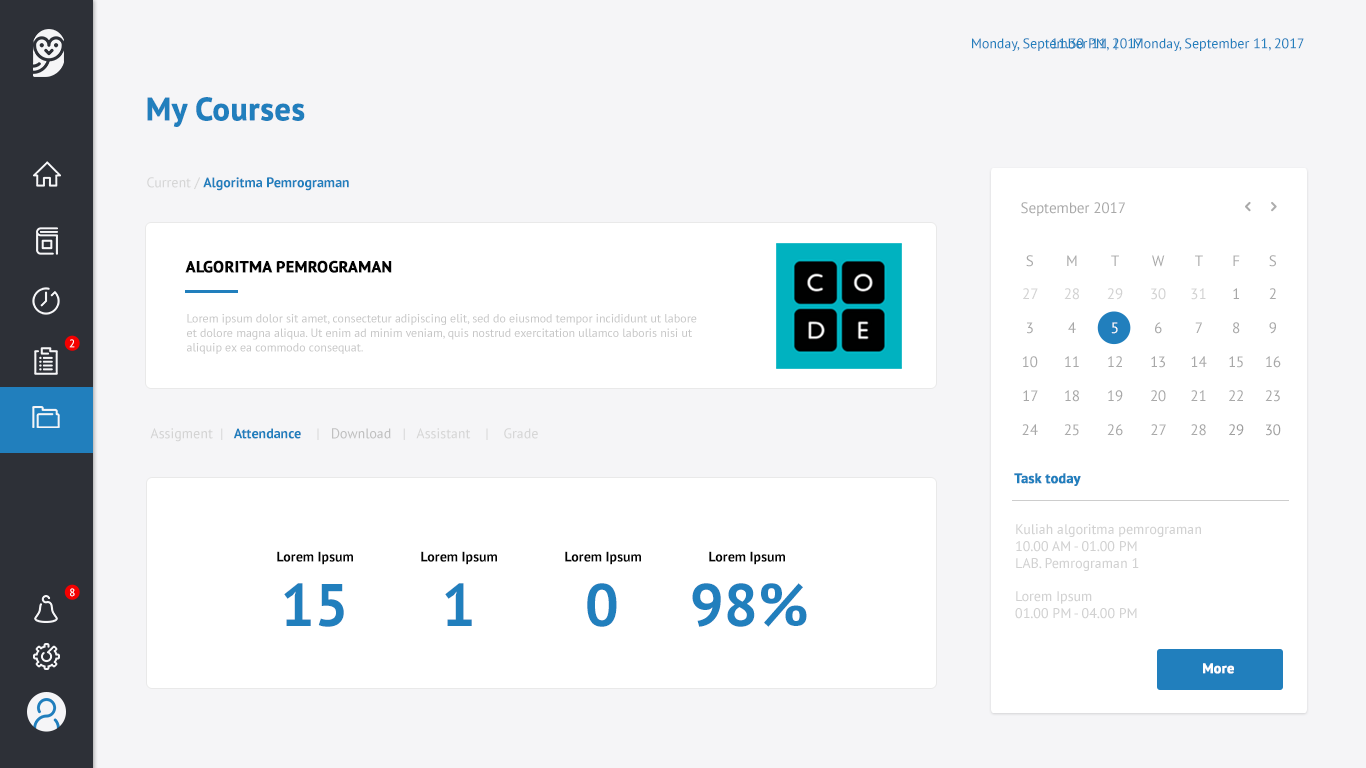 Monday, September 11, 2017
11.30 PM | Monday, September 11, 2017
My Courses
Current / Algoritma Pemrograman
ALGORITMA PEMROGRAMAN
Lorem ipsum dolor sit amet, consectetur adipiscing elit, sed do eiusmod tempor incididunt ut labore
et dolore magna aliqua. Ut enim ad minim veniam, quis nostrud exercitation ullamco laboris nisi ut
aliquip ex ea commodo consequat.
C O
D E
2
Assigment | Attendance | Download | Assistant | Grade
Lorem Ipsum Lorem Ipsum Lorem Ipsum Lorem Ipsum
15 1 0 98%
8
September 2017
S M T W T F S
27 28 29 30 31 1 2
3 4 5 6 7 8 9
10 11 12 13 14 15 16
17 18 19 20 21 22 23
24 25 26 27 28 29 30
Task today
Kuliah algoritma pemrograman
10.00 AM - 01.00 PM
LAB. Pemrograman 1
Lorem Ipsum
01.00 PM - 04.00 PM
More